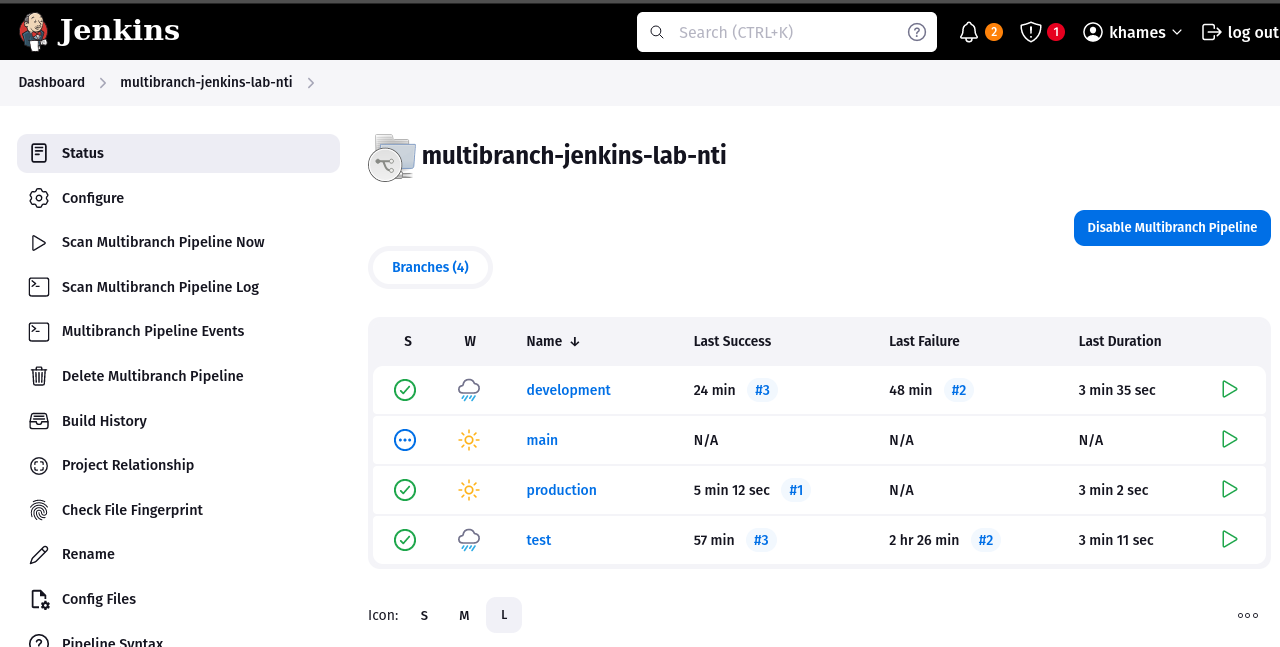 Jenkins
Search (CTRL+K)
2
1
khames
log out
Dashboard
multibranch-jenkins-lab-nti
Status
Configure
Scan Multibranch Pipeline Now
Scan Multibranch Pipeline Log
Multibranch Pipeline Events
Delete Multibranch Pipeline
Build History
Project Relationship
Check File Fingerprint
Rename
Config Files
Pipeline Syntax
multibranch-jenkins-lab-nti
Disable Multibranch Pipeline
Branches (4)
S W Name ↓ Last Success Last Failure Last Duration
development 24 min #3 48 min #2 3 min 35 sec
main N/A N/A N/A
production 5 min 12 sec #1 N/A 3 min 2 sec
test 57 min #3 2 hr 26 min #2 3 min 11 sec
Icon: S M L